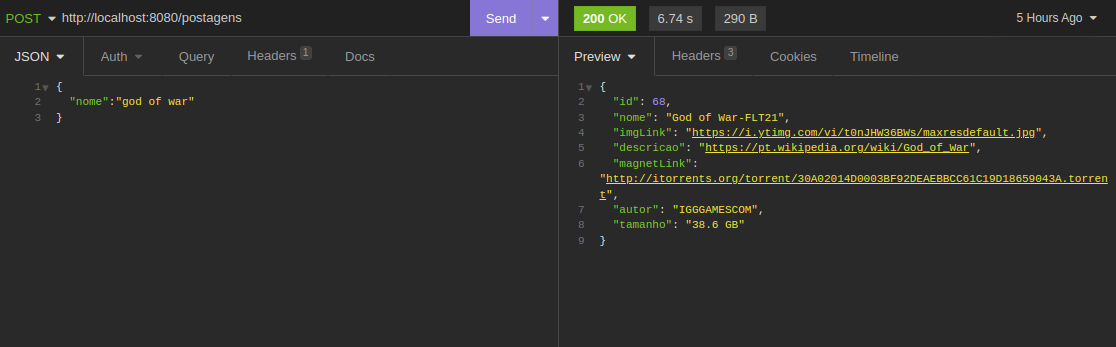 POST http://localhost:8080/postagens Send 200 OK 6.74 s 290 B 5 Hours Ago
JSON Auth Query Headers 1 Docs Preview Headers 3 Cookies Timeline
1 {
2 "nome":"god of war"
3 }
1 {
2 "id": 68,
3 "nome": "God of War-FLT21",
4 "imgLink": "https://i.ytimg.com/vi/t0nJHW36BWs/maxresdefault.jpg",
5 "descricao": "https://pt.wikipedia.org/wiki/God_of_War",
6 "magnetLink":
"http://itorrents.org/torrent/30A02014D0003BF92DEAEBBCC61C19D18659043A.torren
t",
7 "autor": "IGGGAMESCOM",
8 "tamanho": "38.6 GB"
9 }